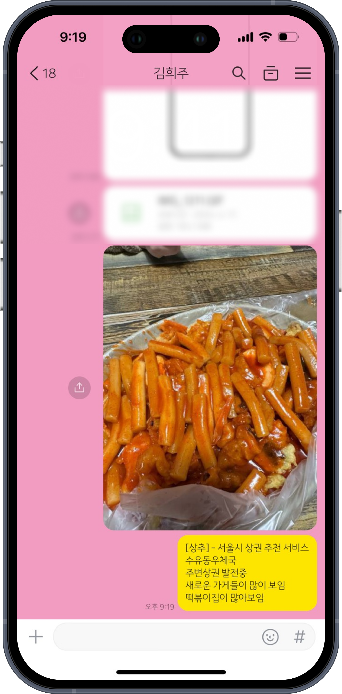 9:19
18
김희주
[상추] - 서울시 상권 추천 서비스
수유동우체국
주변상권 발전중
새로운 가게들이 많이 보임
떡볶이집이 많이보임
오후 9:19
#